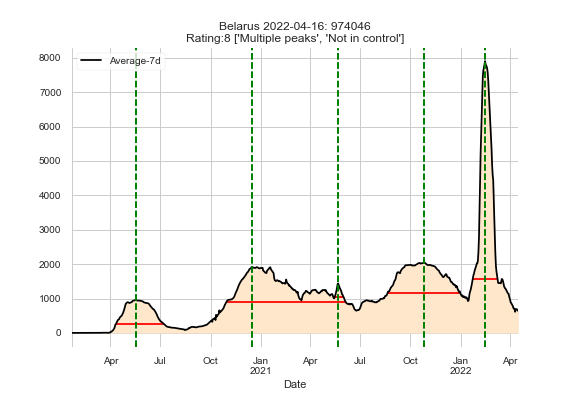 Belarus 2022-04-16: 974046
Rating:8 ['Multiple peaks', 'Not in control']
Average-7d
8000
7000
6000
5000
4000
3000
2000
1000
0
Apr Jul Oct Jan Apr Jul Oct Jan Apr
2021 2022
Date